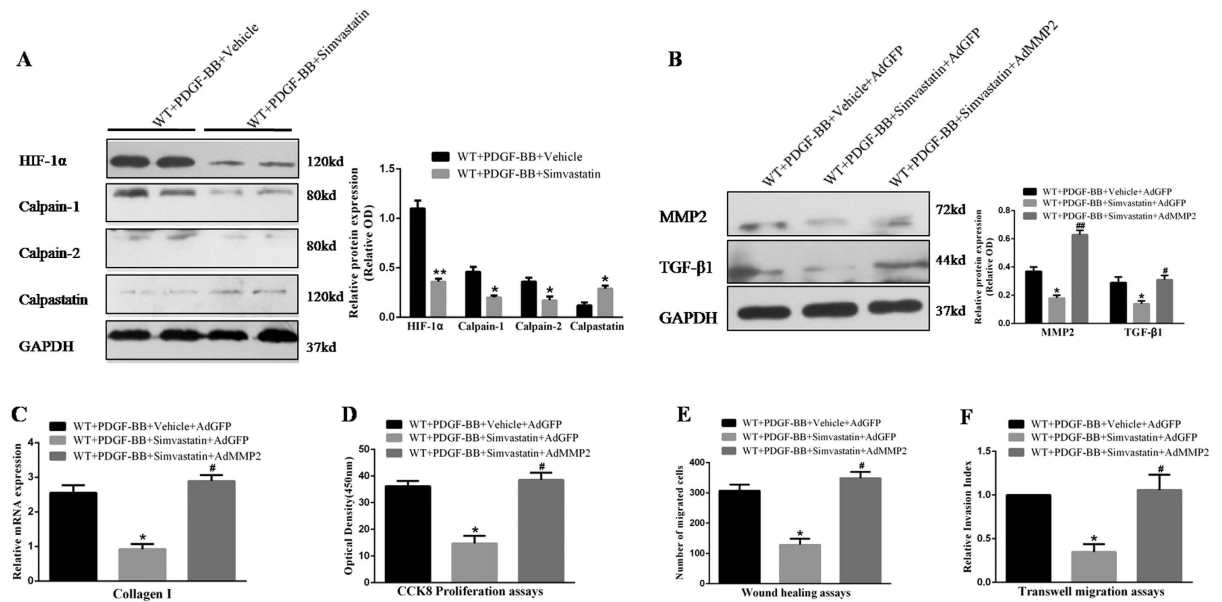 A
WT+PDGF-BB+Vehicle
WT+PDGF-BB+Simvastatin
HIF-1α
120kd
Calpain-1
80kd
Calpain-2
80kd
Calpastatin
120kd
GAPDH
37kd
WT+PDGF-BB+Vehicle
WT+PDGF-BB+Simvastatin
Relative protein expression
(Relative OD)
1.5
1.0
0.5
0.0
**
*
*
*
HIF-1α Calpain-1 Calpain-2 Calpastatin
B
WT+PDGF-BB+Vehicle+AdGFP
WT+PDGF-BB+Simvastatin+AdGFP
WT+PDGF-BB+Simvastatin+AdMMP2
MMP2
72kd
TGF-β1
44kd
GAPDH
37kd
WT+PDGF-BB+Vehicle+AdGFP
WT+PDGF-BB+Simvastatin+AdGFP
WT+PDGF-BB+Simvastatin+AdMMP2
Relative protein expression
(Relative OD)
0.8
0.6
0.4
0.2
0.0
*
##
*
#
MMP2 TGF-β1
C
WT+PDGF-BB+Vehicle+AdGFP
WT+PDGF-BB+Simvastatin+AdGFP
WT+PDGF-BB+Simvastatin+AdMMP2
Relative mRNA expression
4
3
2
1
0
*
#
Collagen I
D
WT+PDGF-BB+Vehicle+AdGFP
WT+PDGF-BB+Simvastatin+AdGFP
WT+PDGF-BB+Simvastatin+AdMMP2
Optical Density(450nm)
50
40
30
20
10
0
*
#
CCK8 Proliferation assays
E
WT+PDGF-BB+Vehicle+AdGFP
WT+PDGF-BB+Simvastatin+AdGFP
WT+PDGF-BB+Simvastatin+AdMMP2
Number of migrated cells
400
300
200
100
0
*
#
Wound healing assays
F
WT+PDGF-BB+Vehicle+AdGFP
WT+PDGF-BB+Simvastatin+AdGFP
WT+PDGF-BB+Simvastatin+AdMMP2
Relative Invasion Index
1.5
1.0
0.5
0.0
*
#
Transwell migration assays